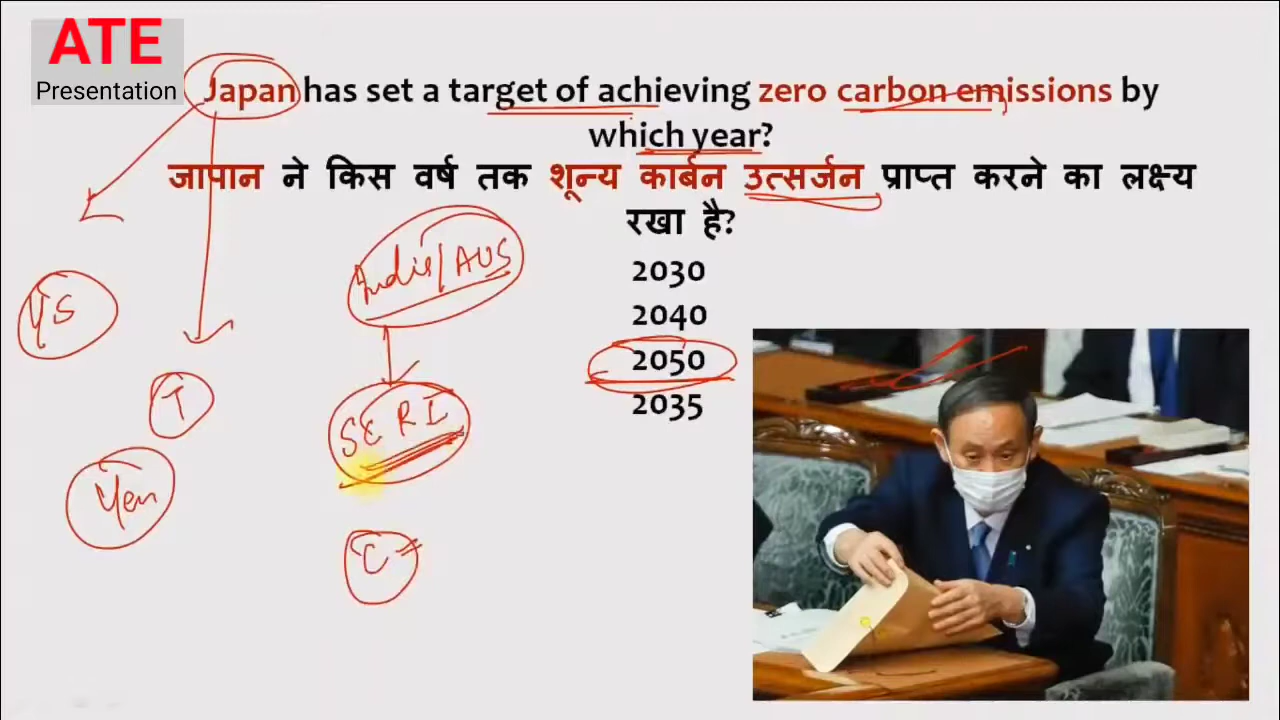 ATE
Presentation
Japan has set a target of achieving zero carbon emissions by
which year?
जापान ने किस वर्ष तक शून्य कार्बन उत्सर्जन प्राप्त करने का लक्ष्य
रखा है?
2030
2040
2050
2035
YS
T
Yen
India/AUS
SERI
C